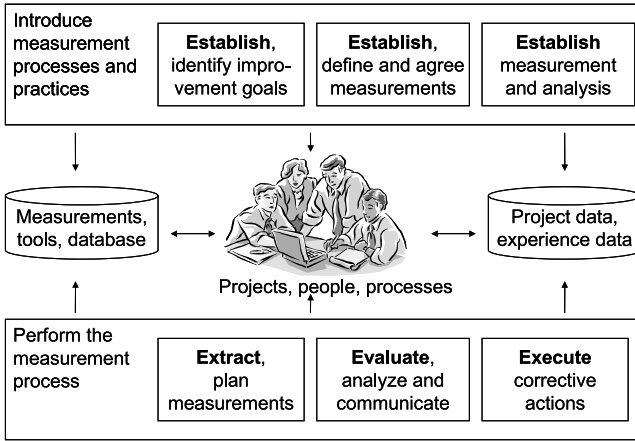 Introduce
measurement
processes and
practices
Establish,
identify impro-
vement goals
Establish,
define and agree
measurements
Establish
measurement
and analysis
Measurements,
tools, database
Projects, people, processes
Project data,
experience data
Perform the
measurement
process
Extract,
plan
measurements
Evaluate,
analyze and
communicate
Execute
corrective
actions